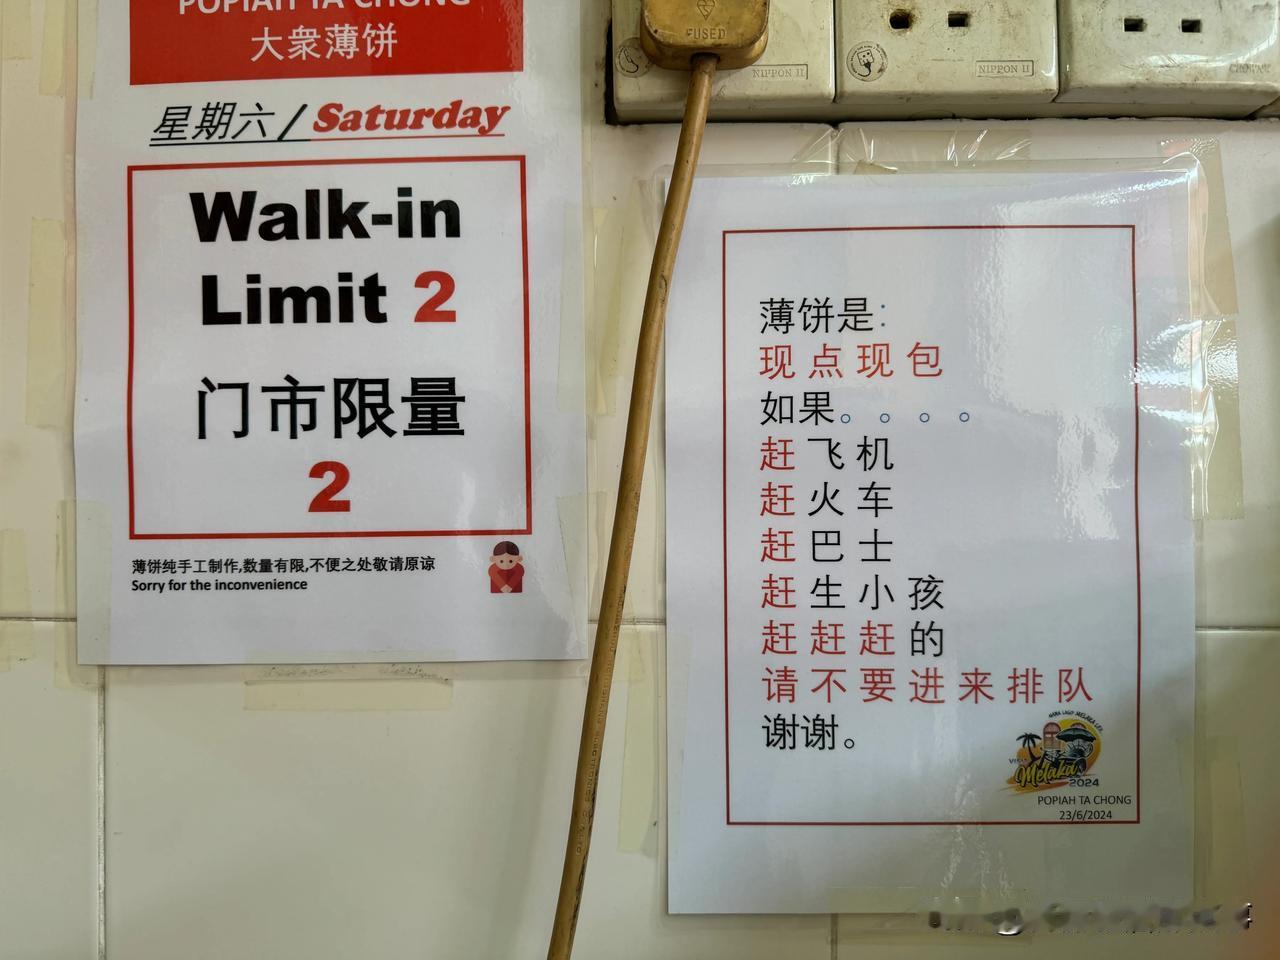 POPIAH TA CHONG
大衆薄饼
星期六 / Saturday
Walk-in
Limit 2
门市限量
2
薄饼纯手工制作,数量有限,不便之处敬请原谅
Sorry for the inconvenience
FUSED
NIPPON II
NIPPON II
薄饼是:
现点现包
如果。。。。
赶飞机
赶火车
赶巴士
赶生小孩
赶赶赶的
请不要进来排队
谢谢。
Melaka
2024
POPIAH TA CHONG
23/6/2024